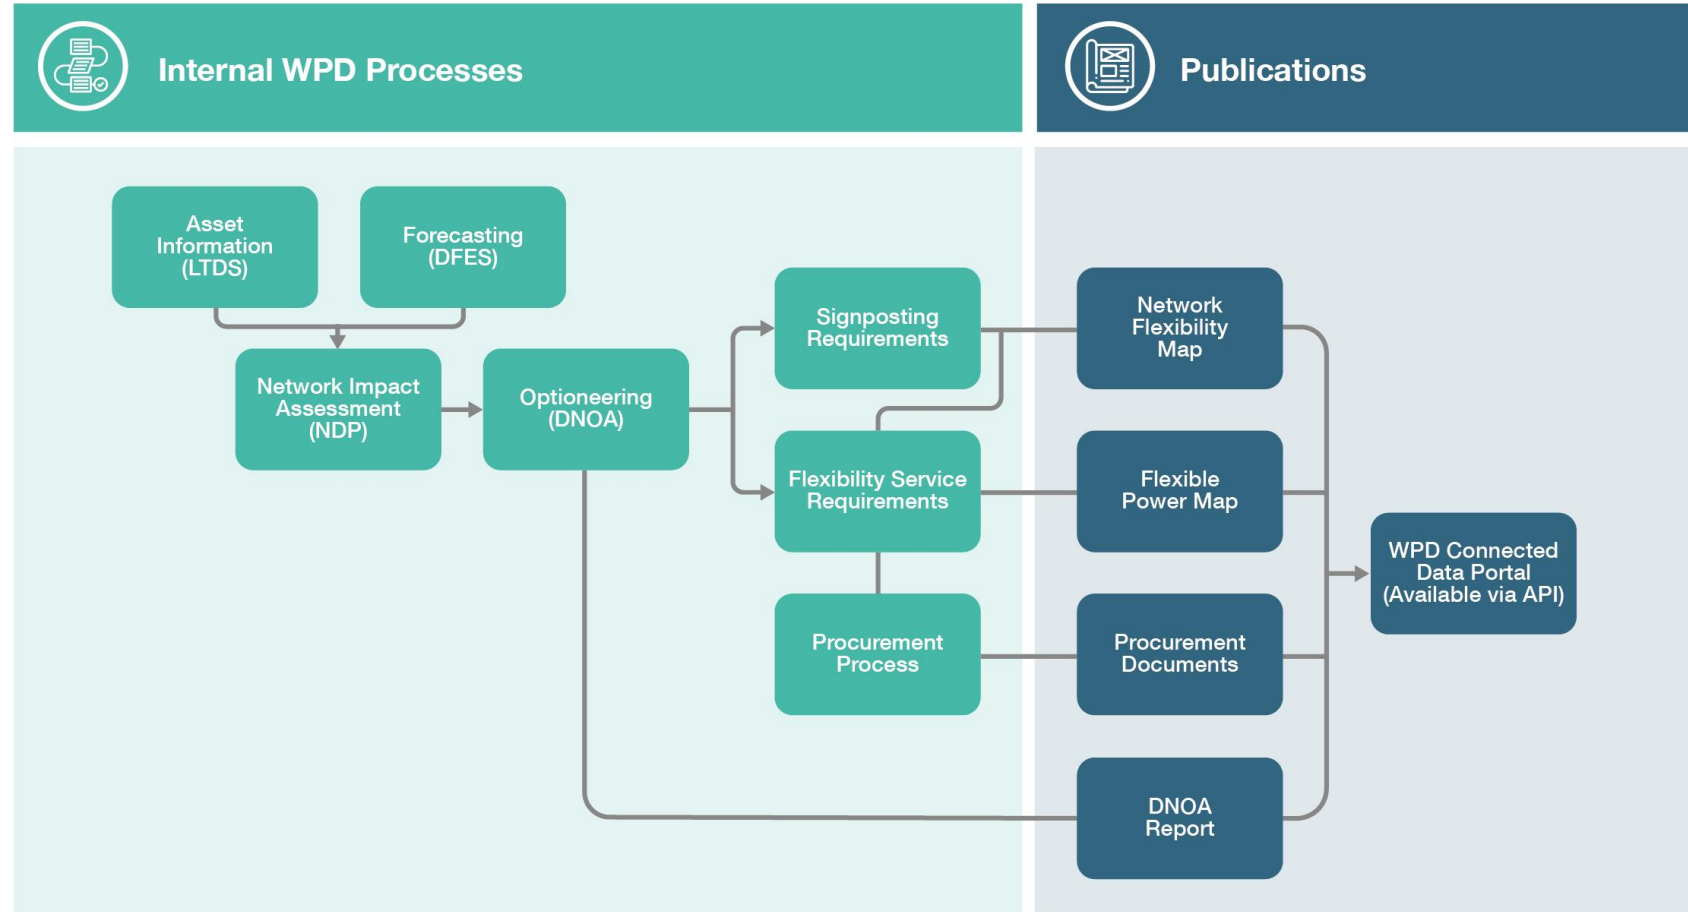 Internal WPD Processes
Publications
Asset
Information
(LTDS)
Forecasting
(DFES)
Network Impact
Assessment
(NDP)
Optioneering
(DNOA)
Signposting
Requirements
Flexibility Service
Requirements
Procurement
Process
Network
Flexibility
Map
Flexible
Power Map
Procurement
Documents
DNOA
Report
WPD Connected
Data Portal
(Available via API)